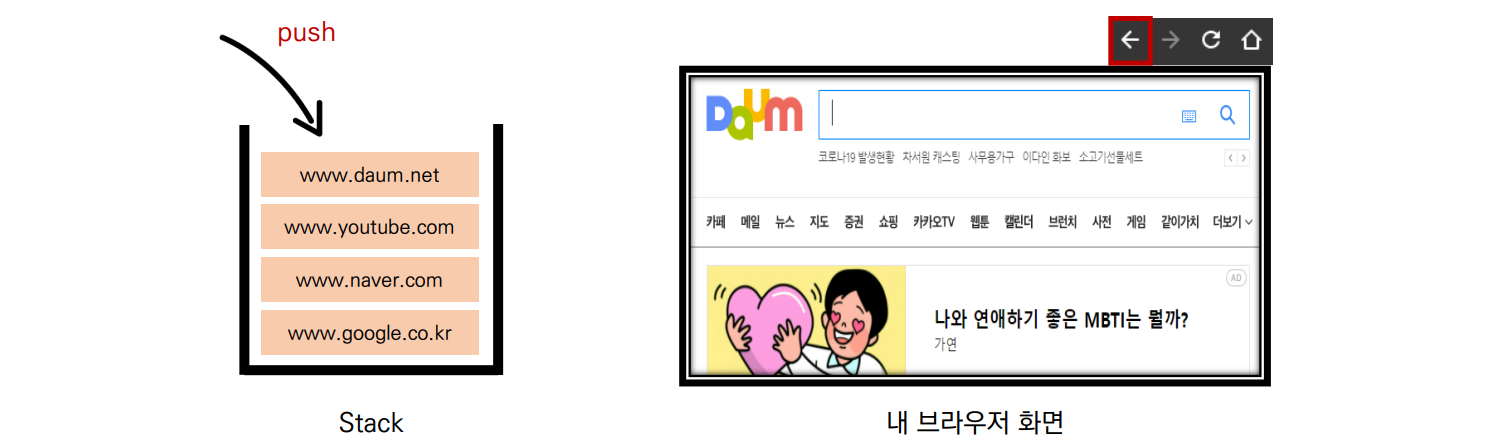 push
www.daum.net
www.youtube.com
www.naver.com
www.google.co.kr
Stack
Daum
코로나19 발생현황 차서원 캐스팅 사무용가구 이다인 화보 소고기선물세트
카페 메일 뉴스 지도 증권 쇼핑 카카오TV 웹툰 캘린더 브런치 사전 게임 같이가치 더보기
AD
나와 연애하기 좋은 MBTI는 뭘까?
가연
내 브라우저 화면